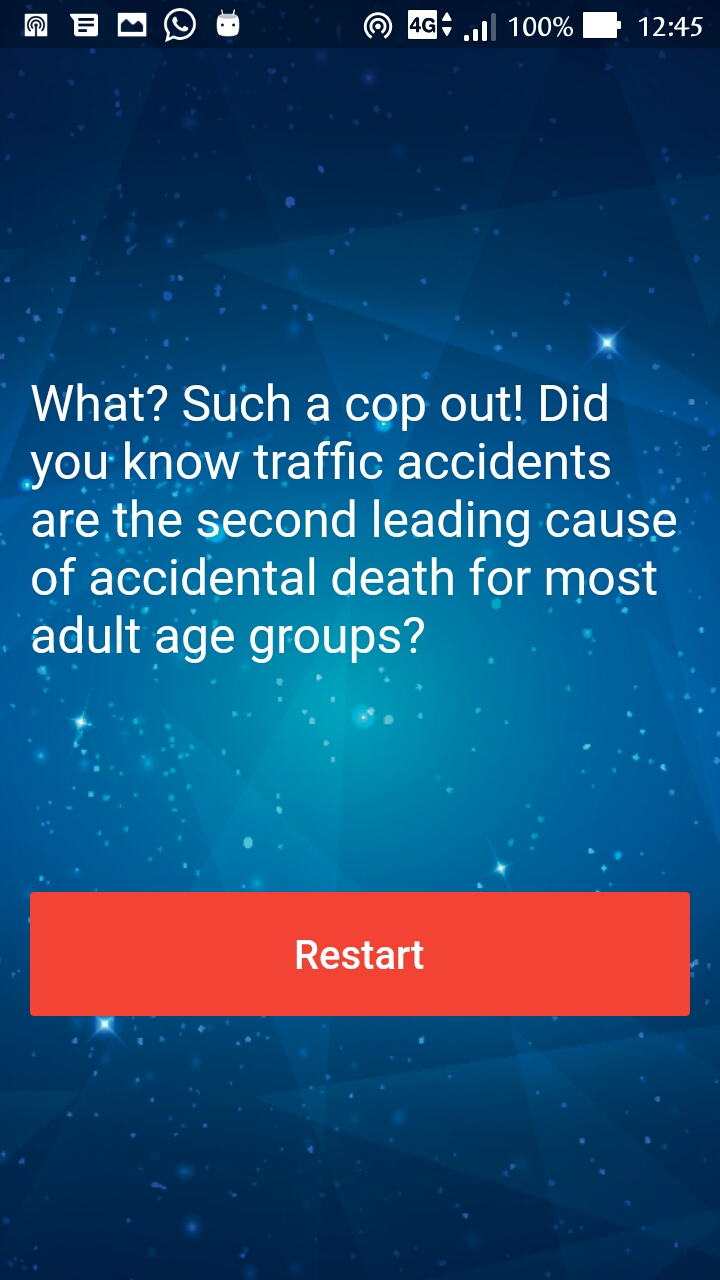 4G 100% 12:45
What? Such a cop out! Did
you know traffic accidents
are the second leading cause
of accidental death for most
adult age groups?
Restart